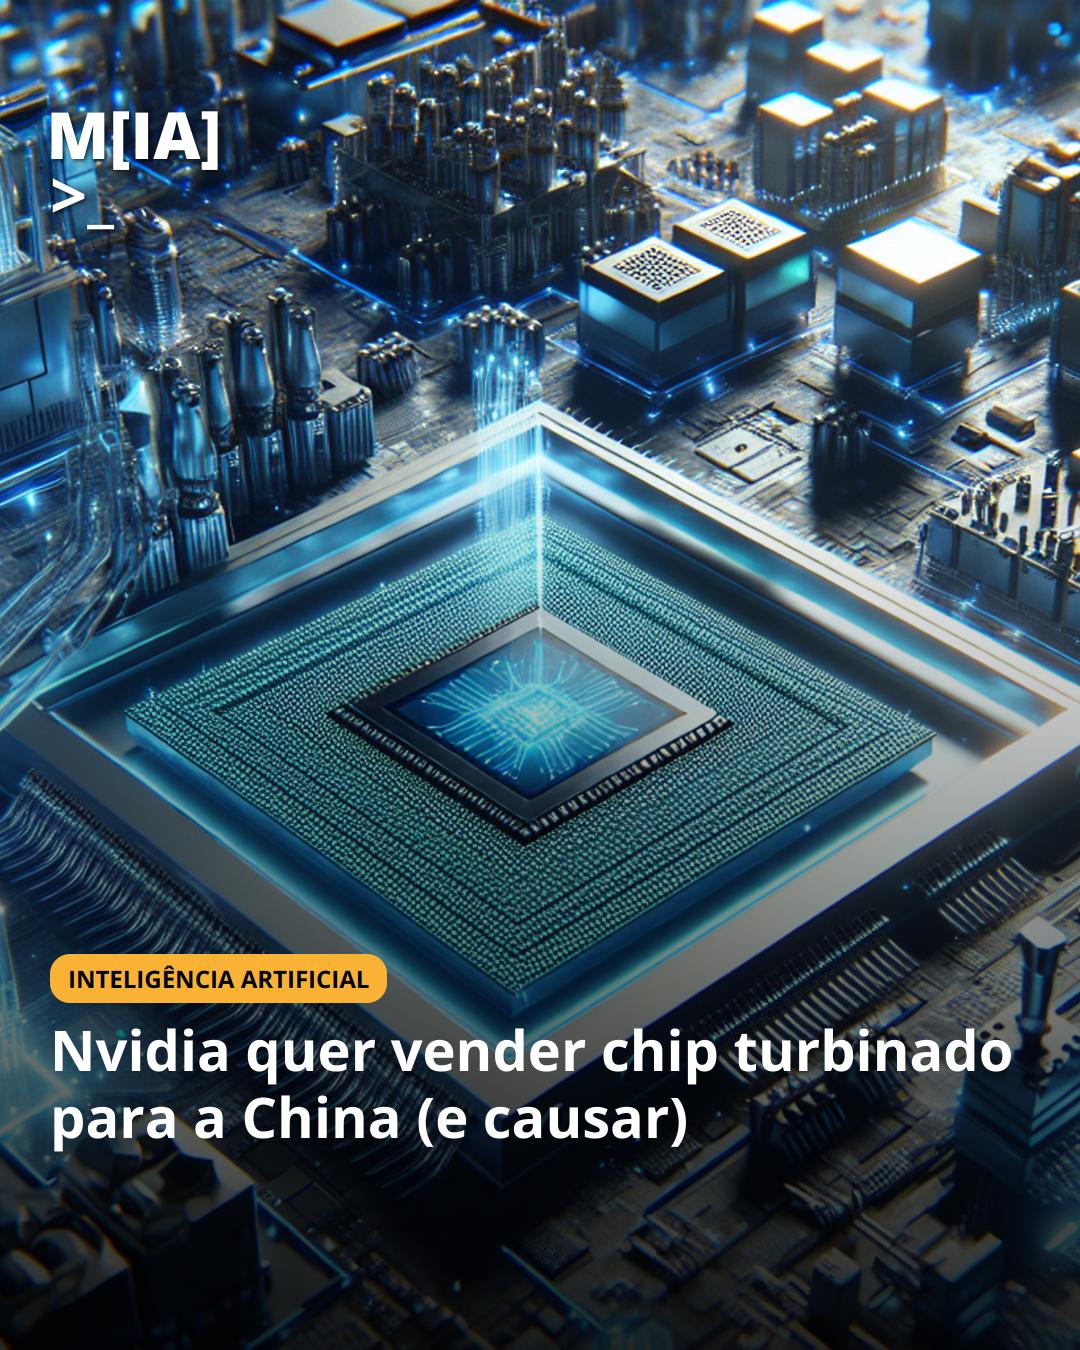 M[IA]
>_
INTELIGÊNCIA ARTIFICIAL
Nvidia quer vender chip turbinado
para a China (e causar)